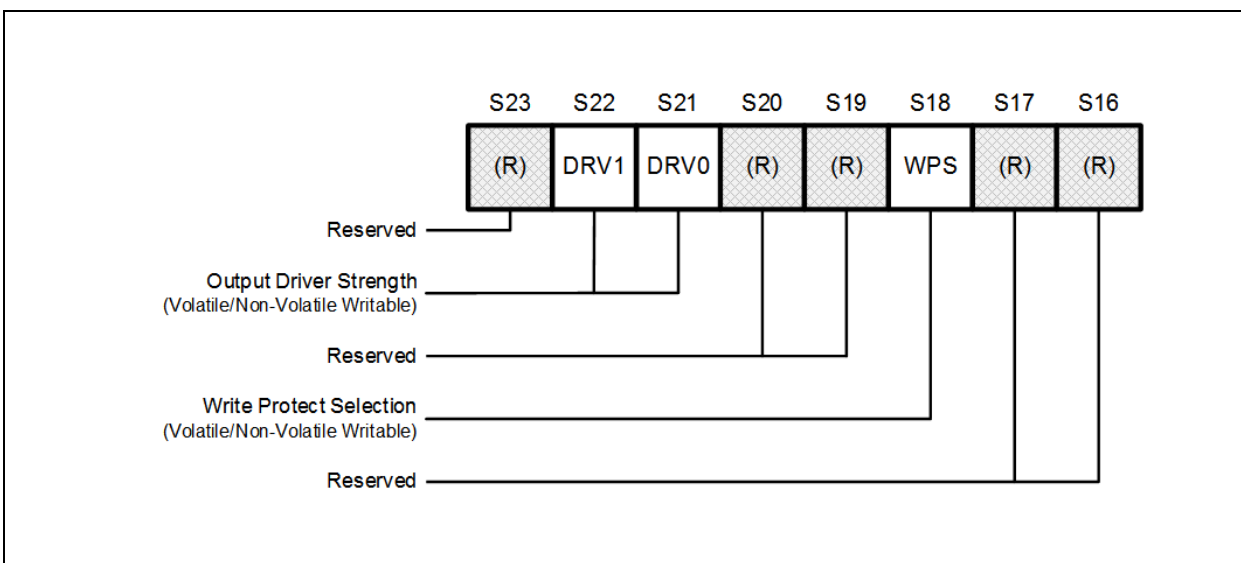 S23 S22 S21 S20 S19 S18 S17 S16
(R) DRV1 DRV0 (R) (R) WPS (R) (R)
Reserved
Output Driver Strength
(Volatile/Non-Volatile Writable)
Reserved
Write Protect Selection
(Volatile/Non-Volatile Writable)
Reserved